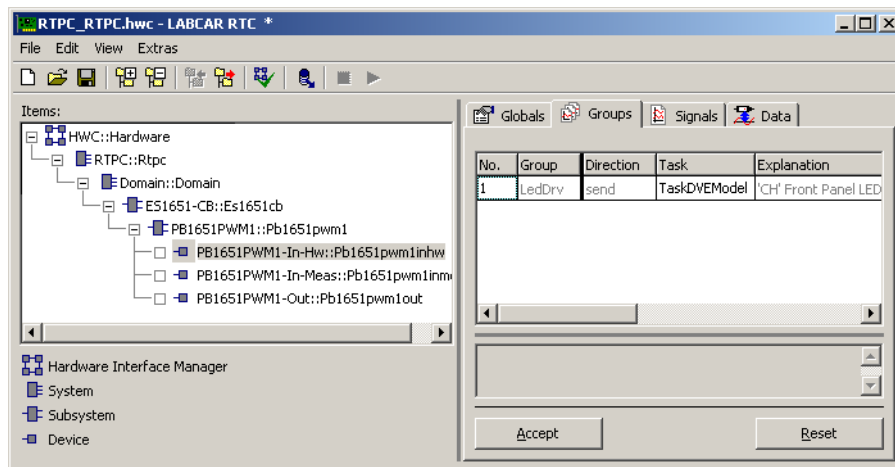 RTPC_RTPC.hwc - LABCAR RTC *
File Edit View Extras
Items:
HWC::Hardware
RTPC::Rtpc
Domain::Domain
ES1651-CB::Es1651cb
PB1651PWM1::Pb1651pwm1
PB1651PWM1-In-Hw::Pb1651pwm1inhw
PB1651PWM1-In-Meas::Pb1651pwm1inm
PB1651PWM1-Out::Pb1651pwm1out
Hardware Interface Manager
System
Subsystem
Device
Globals Groups Signals Data
No. Group Direction Task Explanation
1 LedDrv send TaskDVEModel 'CH' Front Panel LED
Accept Reset